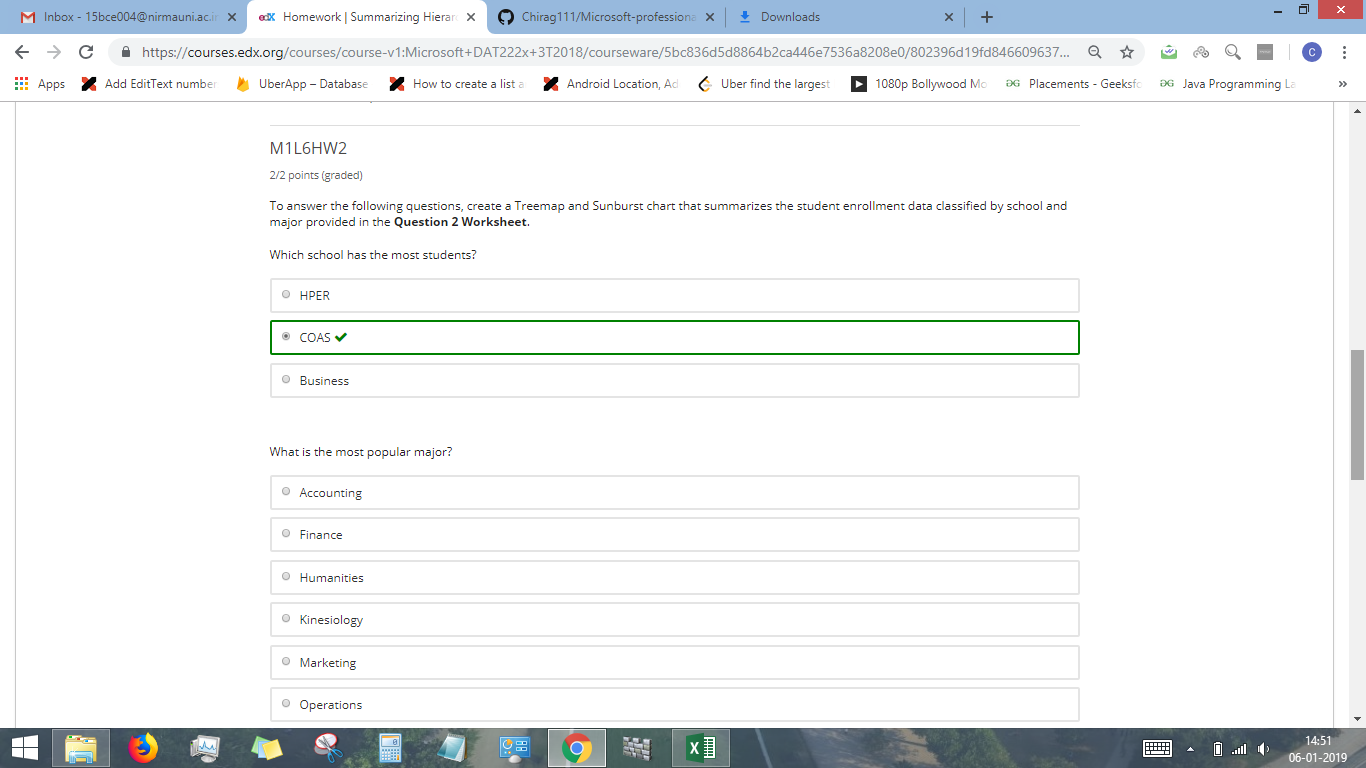 Inbox - 15bce004@nirmauni.ac.in
edX Homework | Summarizing Hierar
Chirag111/Microsoft-professiona
Downloads
https://courses.edx.org/courses/course-v1:Microsoft+DAT222x+3T2018/courseware/5bc836d5d8864b2ca446e7536a8208e0/802396d19fd846609637...
C
Apps
Add EditText number
UberApp – Database
How to create a list a
Android Location, Ad
Uber find the largest
1080p Bollywood Mo
Placements - Geeksfo
Java Programming La
»
M1L6HW2
2/2 points (graded)
To answer the following questions, create a Treemap and Sunburst chart that summarizes the student enrollment data classified by school and
major provided in the Question 2 Worksheet.
Which school has the most students?
HPER
COAS
Business
What is the most popular major?
Accounting
Finance
Humanities
Kinesiology
Marketing
Operations
14:51
06-01-2019